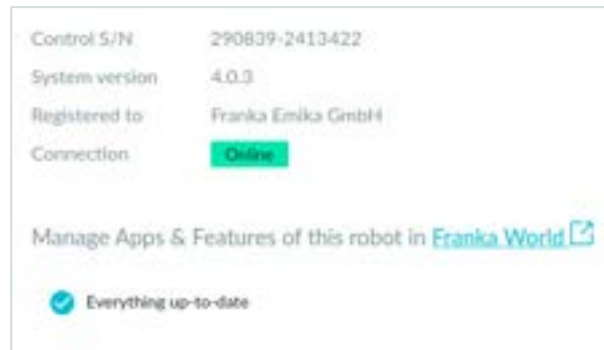 Control S/N 290839-2413422
System version 4.0.3
Registered to Franka Emika GmbH
Connection Online
Manage Apps & Features of this robot in Franka World
Everything up-to-date